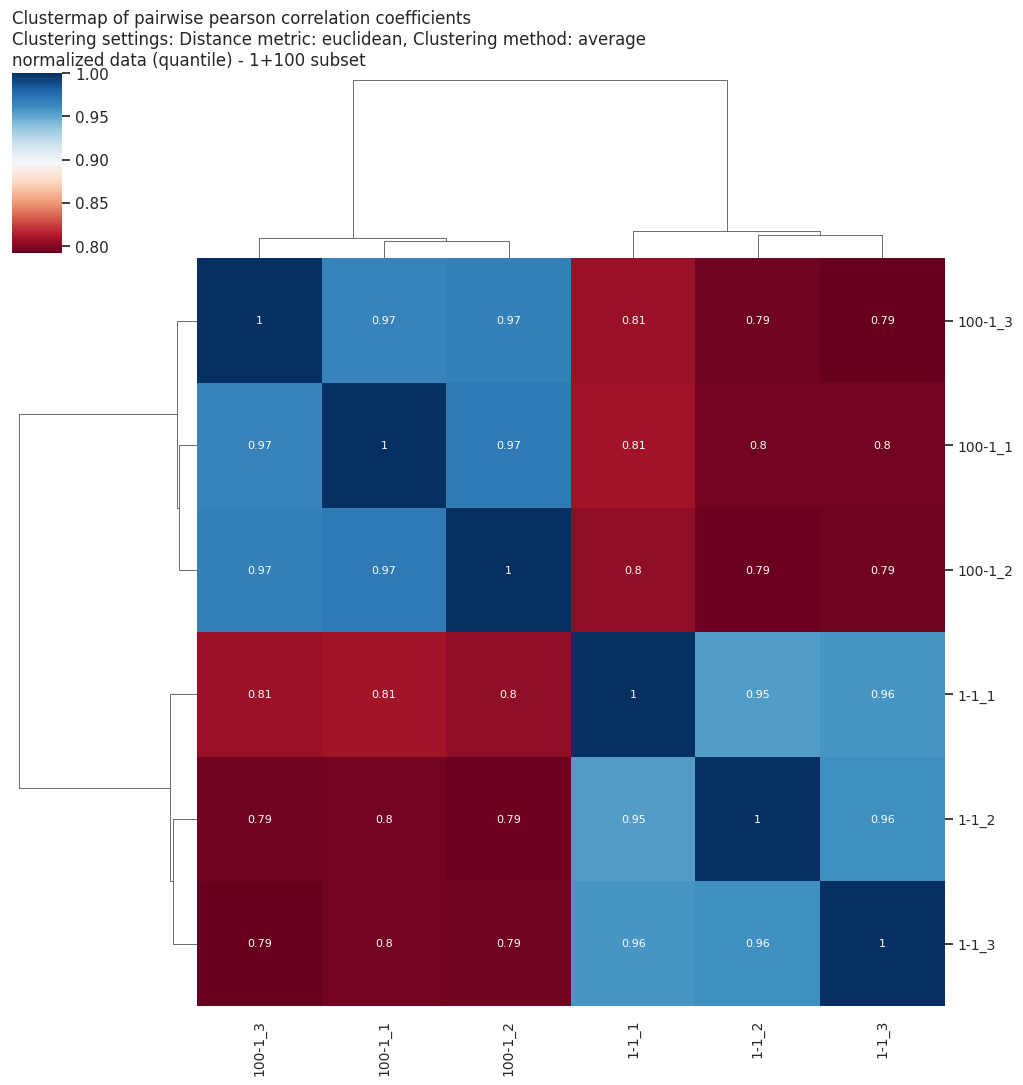 Clustermap of pairwise pearson correlation coefficients
Clustering settings: Distance metric: euclidean, Clustering method: average
normalized data (quantile) - 1+100 subset
1.00
0.95
0.90
0.85
0.80
1 0.97 0.97 0.81 0.79 0.79 100-1_3
0.97 1 0.97 0.81 0.8 0.8 100-1_1
0.97 0.97 1 0.8 0.79 0.79 100-1_2
0.81 0.81 0.8 1 0.95 0.96 1-1_1
0.79 0.8 0.79 0.95 1 0.96 1-1_2
0.79 0.8 0.79 0.96 0.96 1 1-1_3
100-1_3 100-1_1 100-1_2 1-1_1 1-1_2 1-1_3